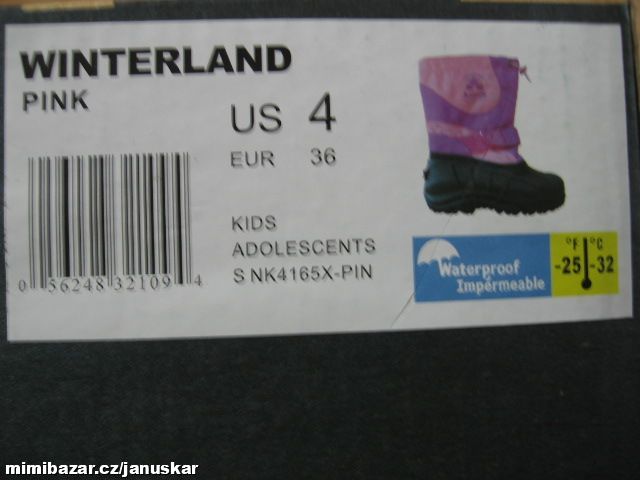 WINTERLAND
PINK
US 4
EUR 36
KIDS
ADOLESCENTS
S NK4165X-PIN
0 56248 32109 4
Waterproof
Imperméable
°F °C
-25 -32
mimibazar.cz/januskar